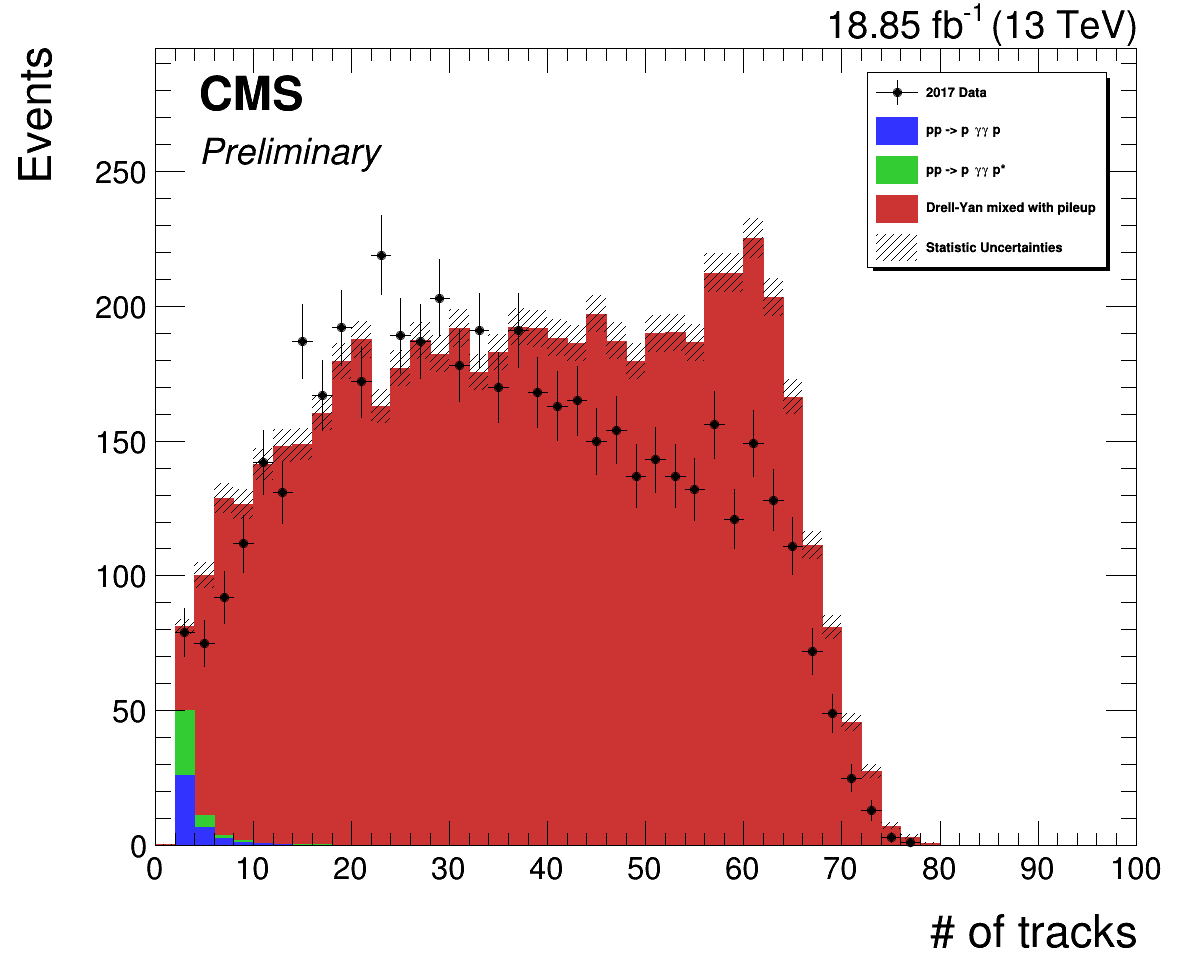 18.85 fb⁻¹ (13 TeV)
Events
CMS
Preliminary
2017 Data
pp -> p γγ p
pp -> p γγ p*
Drell-Yan mixed with pileup
Statistic Uncertainties
250
200
150
100
50
0
0 10 20 30 40 50 60 70 80 90 100
# of tracks